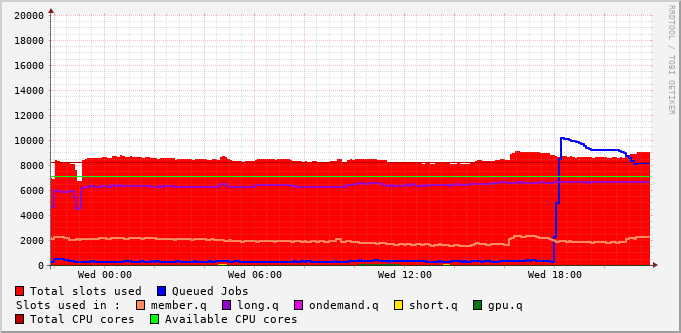 20000
18000
16000
14000
12000
10000
8000
6000
4000
2000
0
Wed 00:00 Wed 06:00 Wed 12:00 Wed 18:00
Total slots used Queued Jobs
Slots used in : member.q long.q ondemand.q short.q gpu.q
Total CPU cores Available CPU cores
RRDTOOL / TOBI OETIKER